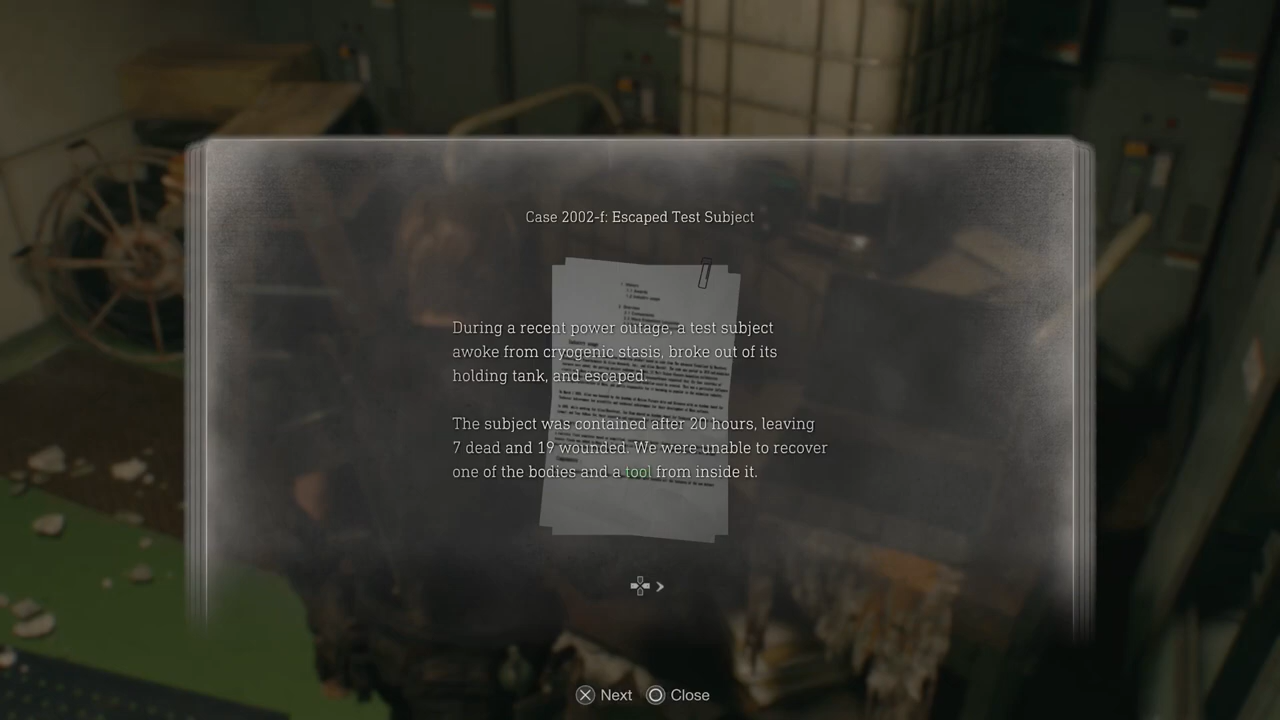 Case 2002-f: Escaped Test Subject
During a recent power outage, a test subject
awoke from cryogenic stasis, broke out of its
holding tank, and escaped.
The subject was contained after 20 hours, leaving
7 dead and 19 wounded. We were unable to recover
one of the bodies and a tool from inside it.
Next Close